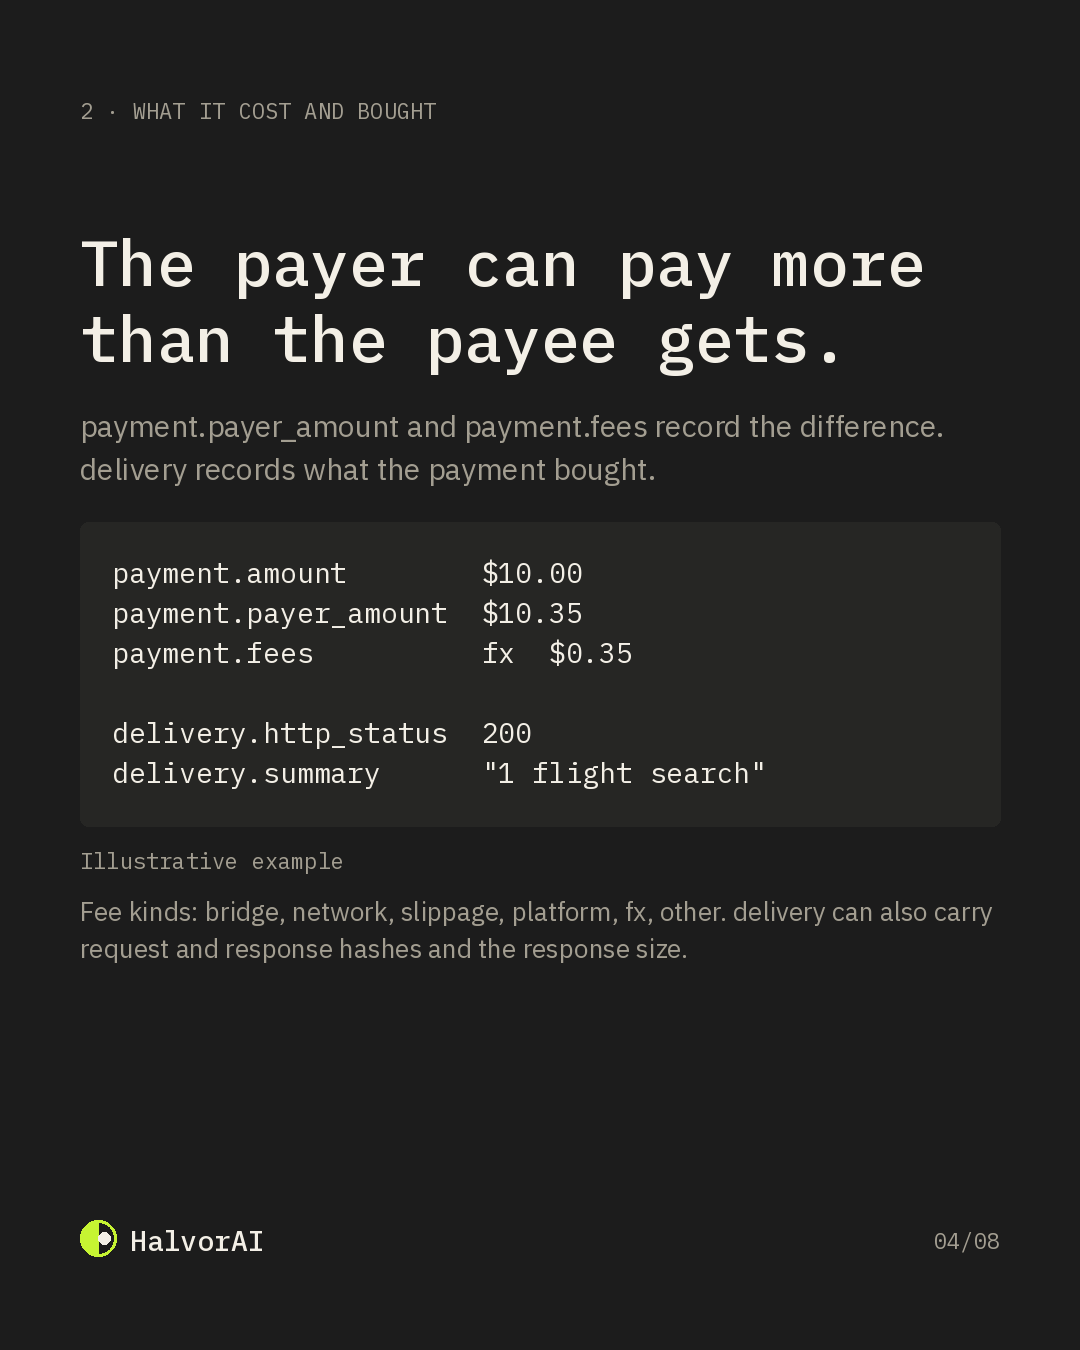 2 · WHAT IT COST AND BOUGHT
The payer can pay more
than the payee gets.
payment.payer_amount and payment.fees record the difference.
delivery records what the payment bought.
payment.amount $10.00
payment.payer_amount $10.35
payment.fees fx $0.35
delivery.http_status 200
delivery.summary "1 flight search"
Illustrative example
Fee kinds: bridge, network, slippage, platform, fx, other. delivery can also carry
request and response hashes and the response size.
HalvorAI
04/08